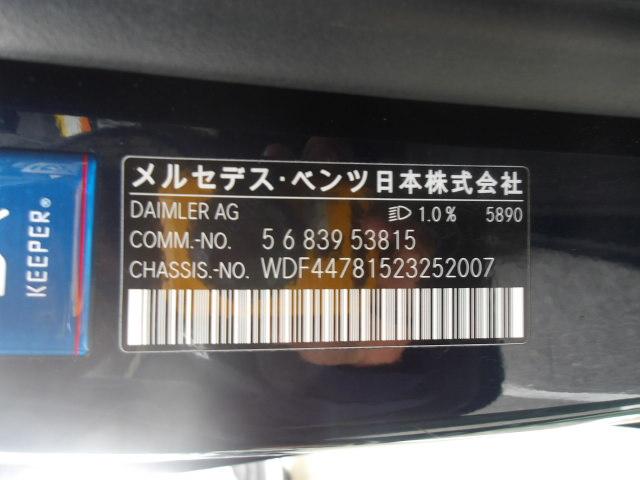 メルセデス・ベンツ日本株式会社
DAIMLER AG 1.0% 5890
COMM.-NO. 5 6 839 53815
CHASSIS.-NO. WDF44781523252007
KEEPER®